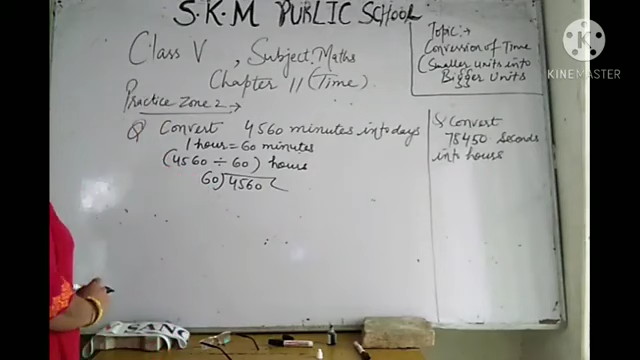 S.K.M PUBLIC SCHOOL
Class V , Subject, Maths
Chapter 11 (Time)
Practice Zone 2 :→
Q Convert 4560 minutes into days
1 hour = 60 minutes
(4560 ÷ 60) hours
60)4560(
Topic:→
Conversion of Time
(Smaller units into
Bigger Units
Q Convert
78450 seconds
into hours
KINEMASTER